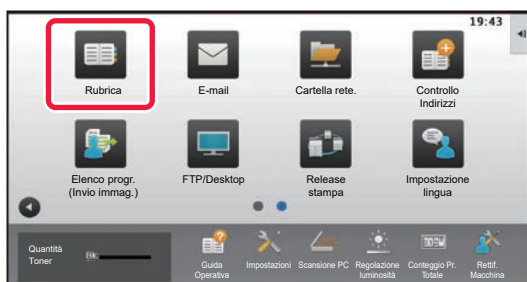 19:43
Rubrica
E-mail
Cartella rete.
Controllo
Indirizzi
Elenco progr.
(Invio immag.)
FTP/Desktop
Release
stampa
Impostazione
lingua
Quantità
Toner
Bk:
Guida
Operativa
Impostazioni
Scansione PC
Regolazione
luminosità
Conteggio Pr.
Totale
Rettif.
Macchina